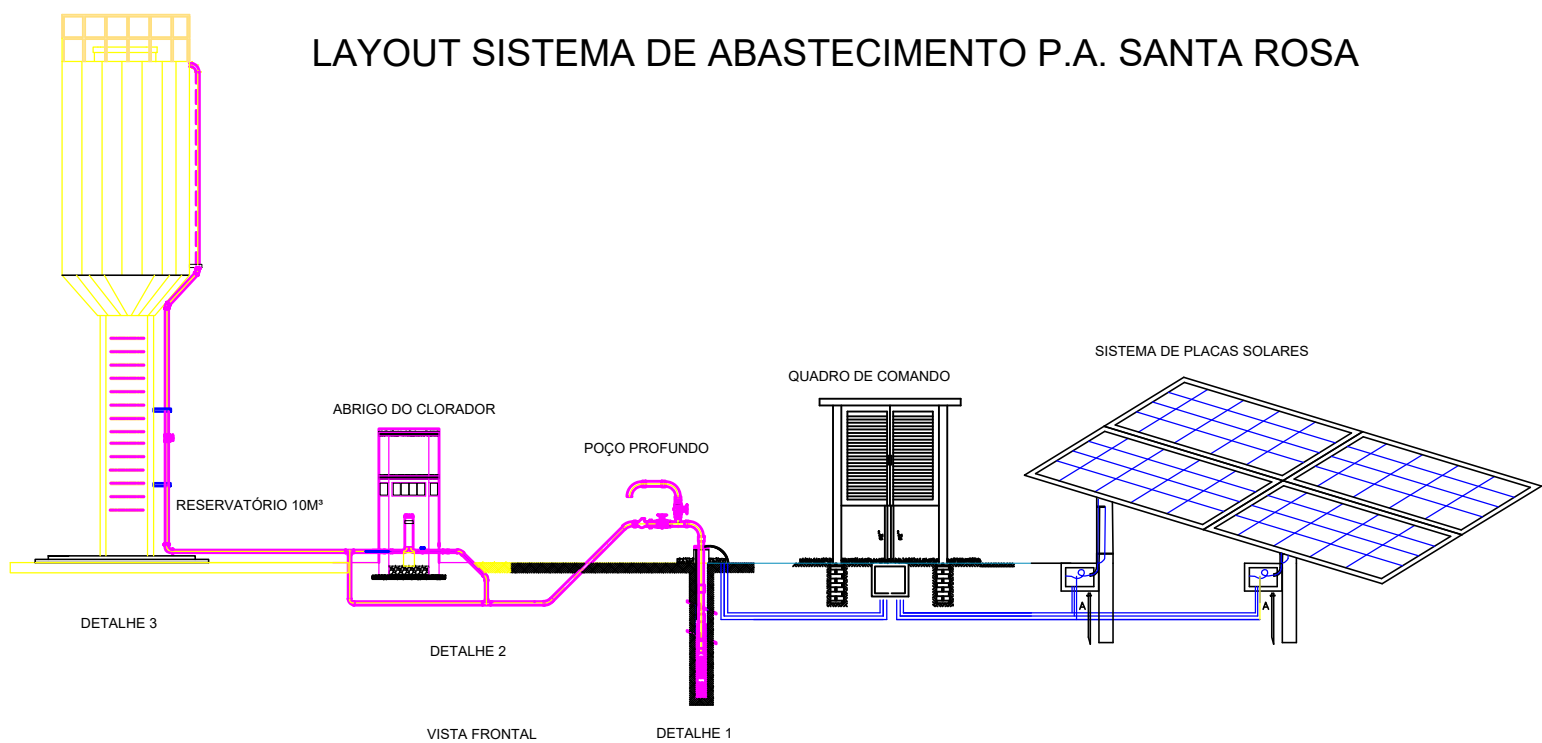 LAYOUT SISTEMA DE ABASTECIMENTO P.A. SANTA ROSA
SISTEMA DE PLACAS SOLARES
QUADRO DE COMANDO
ABRIGO DO CLORADOR
POÇO PROFUNDO
RESERVATÓRIO 10M³
A
A
DETALHE 3
DETALHE 2
VISTA FRONTAL
DETALHE 1